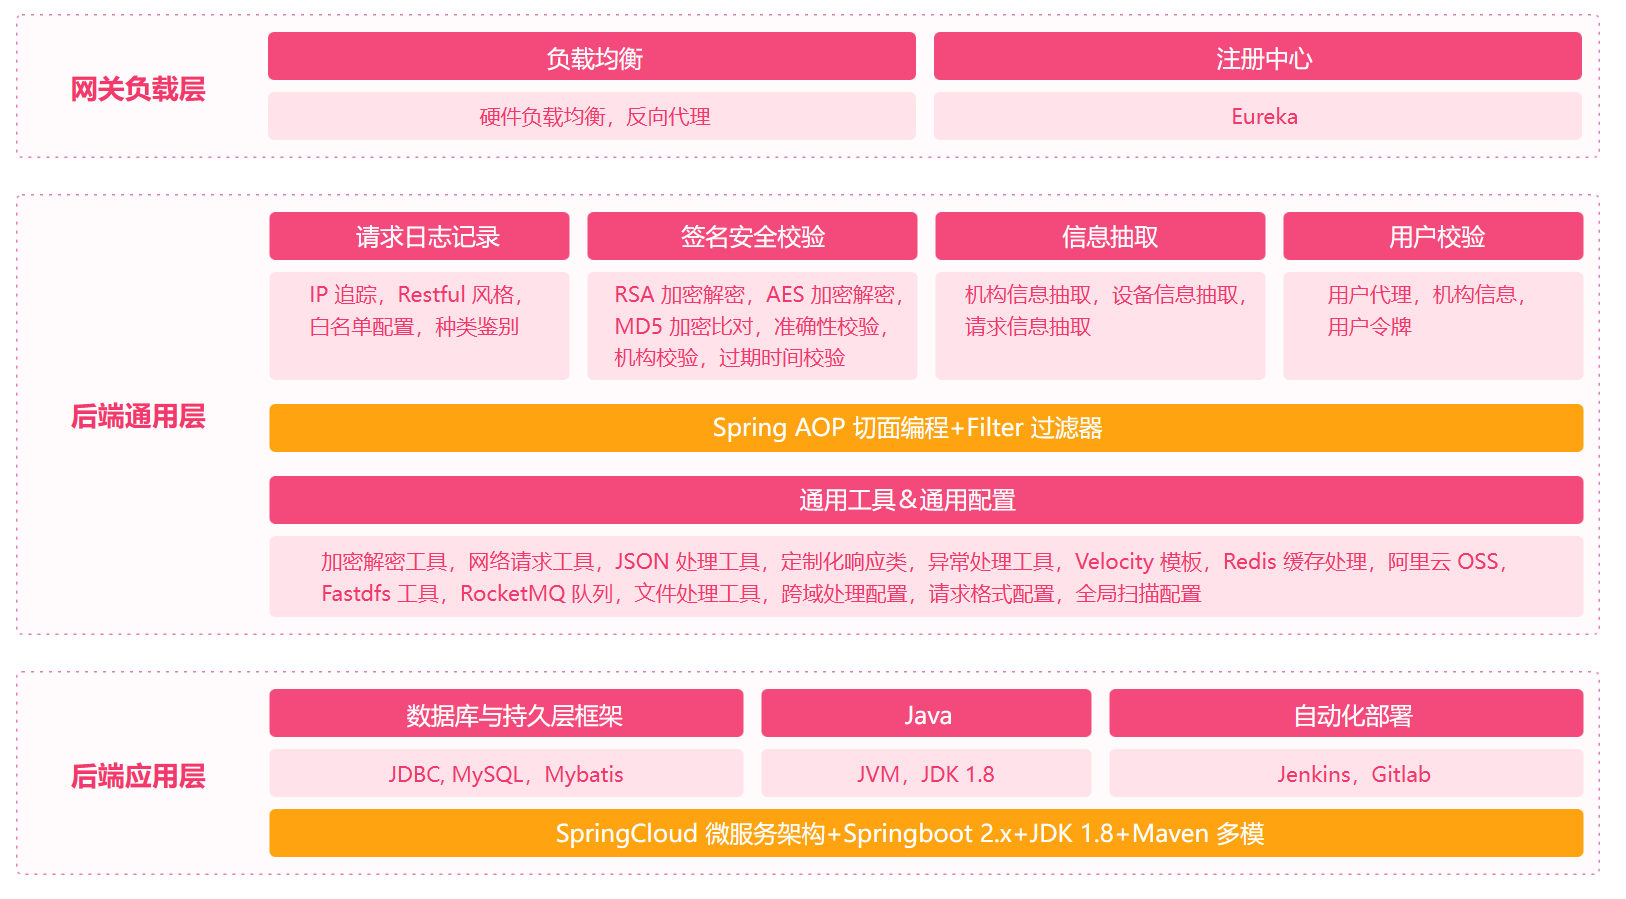 网关负载层
负载均衡
注册中心
硬件负载均衡，反向代理
Eureka
后端通用层
请求日志记录
签名安全校验
信息抽取
用户校验
IP 追踪，Restful 风格，
白名单配置，种类鉴别
RSA 加密解密，AES 加密解密，
MD5 加密比对，准确性校验，
机构校验，过期时间校验
机构信息抽取，设备信息抽取，
请求信息抽取
用户代理，机构信息，
用户令牌
Spring AOP 切面编程+Filter 过滤器
通用工具＆通用配置
加密解密工具，网络请求工具，JSON 处理工具，定制化响应类，异常处理工具，Velocity 模板，Redis 缓存处理，阿里云 OSS，
Fastdfs 工具，RocketMQ 队列，文件处理工具，跨域处理配置，请求格式配置，全局扫描配置
后端应用层
数据库与持久层框架
Java
自动化部署
JDBC, MySQL，Mybatis
JVM，JDK 1.8
Jenkins，Gitlab
SpringCloud 微服务架构+Springboot 2.x+JDK 1.8+Maven 多模